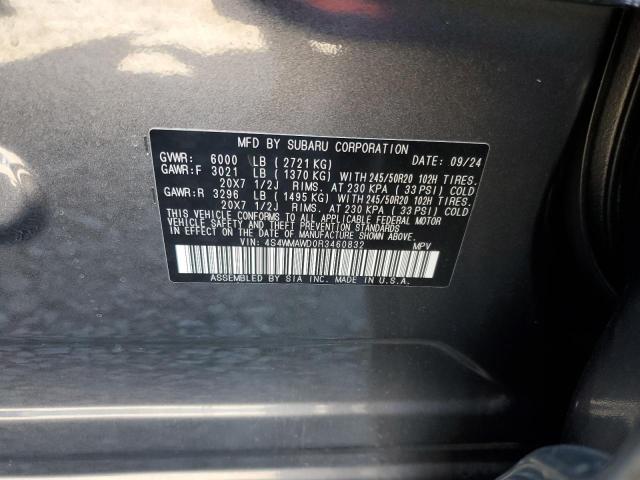 MFD BY SUBARU CORPORATION
GVWR: 6000 LB ( 2721 KG) DATE: 09/24
GAWR:F 3021 LB ( 1370 KG) WITH 245/50R20 102H TIRES.
20X7 1/2J RIMS. AT 230 KPA ( 33 PSI) COLD
GAWR:R 3296 LB ( 1495 KG) WITH 245/50R20 102H TIRES.
20X7 1/2J RIMS. AT 230 KPA ( 33 PSI) COLD
THIS VEHICLE CONFORMS TO ALL APPLICABLE FEDERAL MOTOR
VEHICLE SAFETY AND THEFT PREVENTION STANDARDS
IN EFFECT ON THE DATE OF MANUFACTURE SHOWN ABOVE.
VIN: 4S4WMAWD0R3460832 MPV
ASSEMBLED BY SIA INC. MADE IN U.S.A.